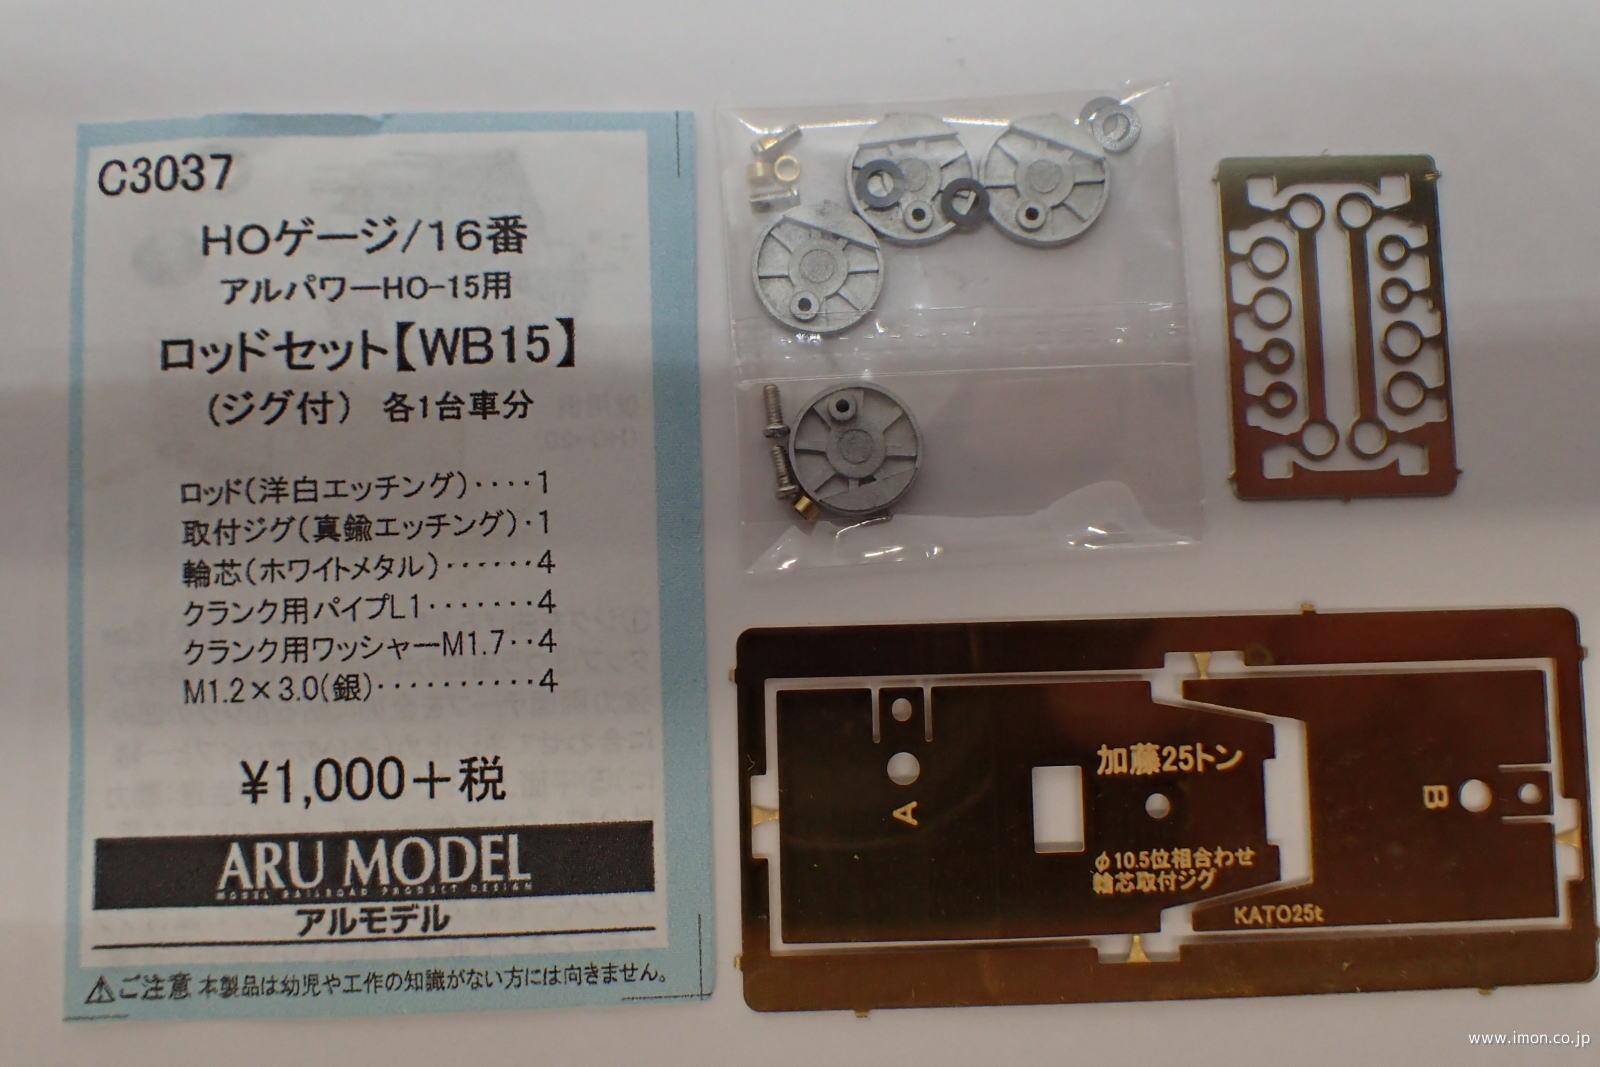 C3037
HOゲージ/16番
アルパワーHO-15用
ロッドセット【WB15】
(ジグ付) 各1台車分
ロッド(洋白エッチング)････1
取付ジグ(真鍮エッチング)･1
輪芯(ホワイトメタル)･･････4
クランク用パイプL1･･･････4
クランク用ワッシャーM1.7･･4
M1.2×3.0(銀)･･････････4
¥1,000+税
ARU MODEL
MODEL RAILROAD PRODUCT DESIGN
アルモデル
⚠ご注意 本製品は幼児や工作の知識がない方には向きません。
加藤25トン
A
B
φ10.5位相合わせ
輪芯取付ジグ
KATO25t
www.imon.co.jp